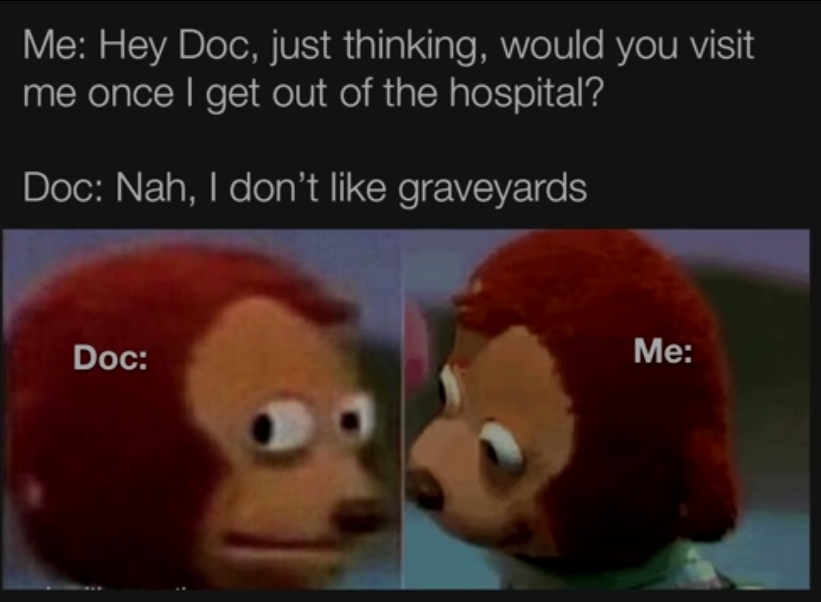 Me: Hey Doc, just thinking, would you visit
me once I get out of the hospital?
Doc: Nah, I don’t like graveyards
Doc:
Me: